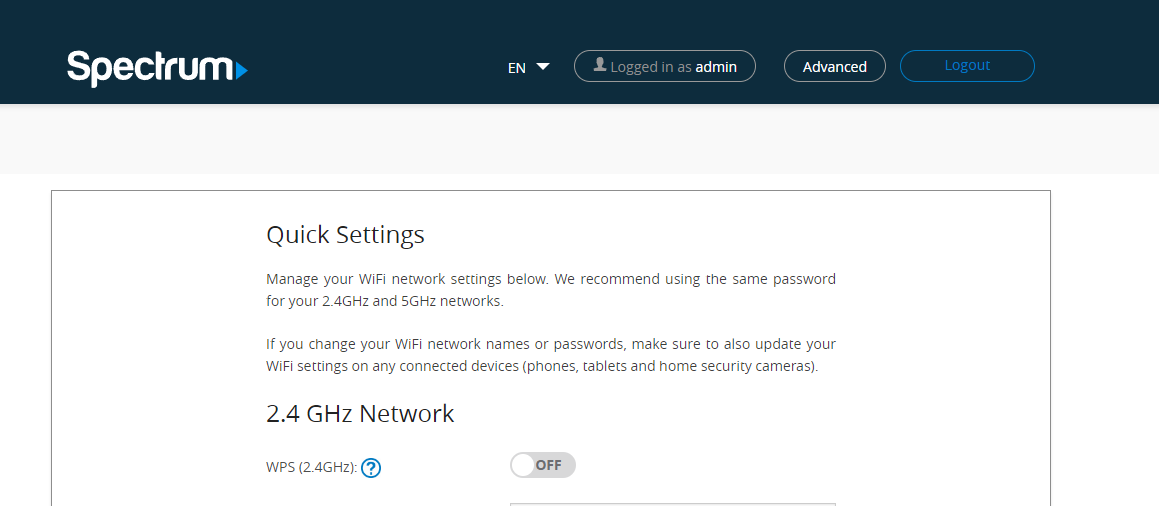 Spectrum
EN
Logged in as admin
Advanced
Logout
Quick Settings
Manage your WiFi network settings below. We recommend using the same password
for your 2.4GHz and 5GHz networks.
If you change your WiFi network names or passwords, make sure to also update your
WiFi settings on any connected devices (phones, tablets and home security cameras).
2.4 GHz Network
WPS (2.4GHz): ?
OFF